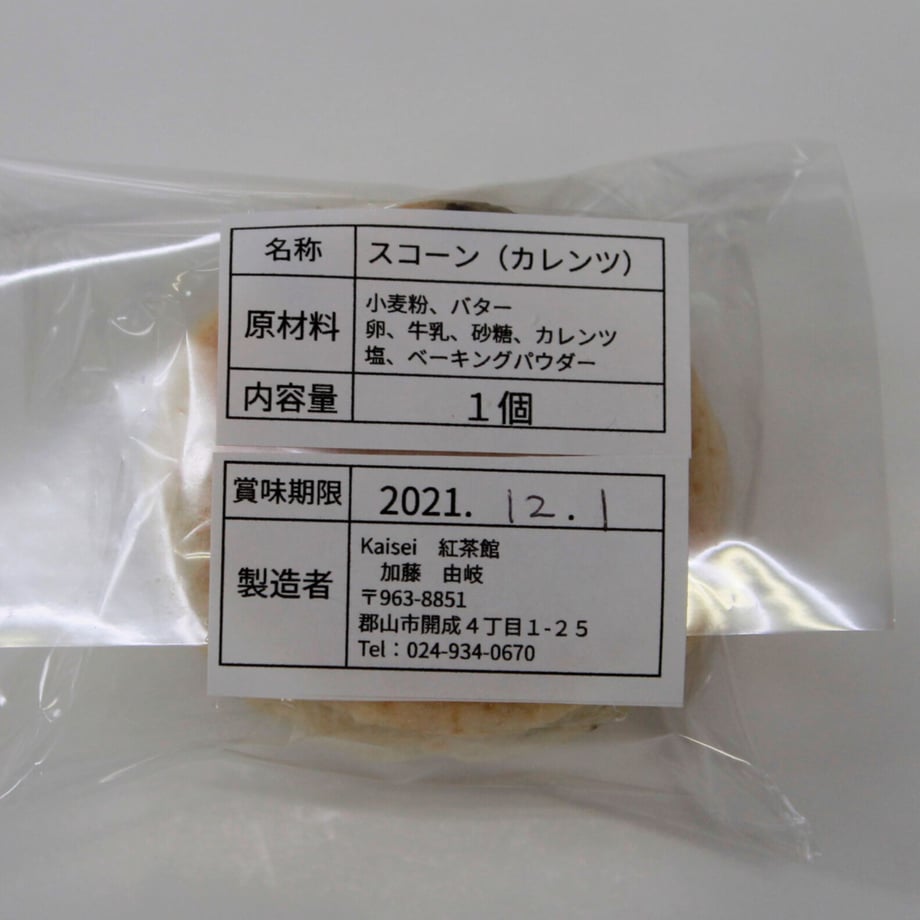 名称 スコーン（カレンツ）
原材料 小麦粉、バター
卵、牛乳、砂糖、カレンツ
塩、ベーキングパウダー
内容量 １個
賞味期限 2021. 12.1
製造者 Kaisei　紅茶館
加藤　由岐
〒963-8851
郡山市開成４丁目１-２５
Tel：024-934-0670